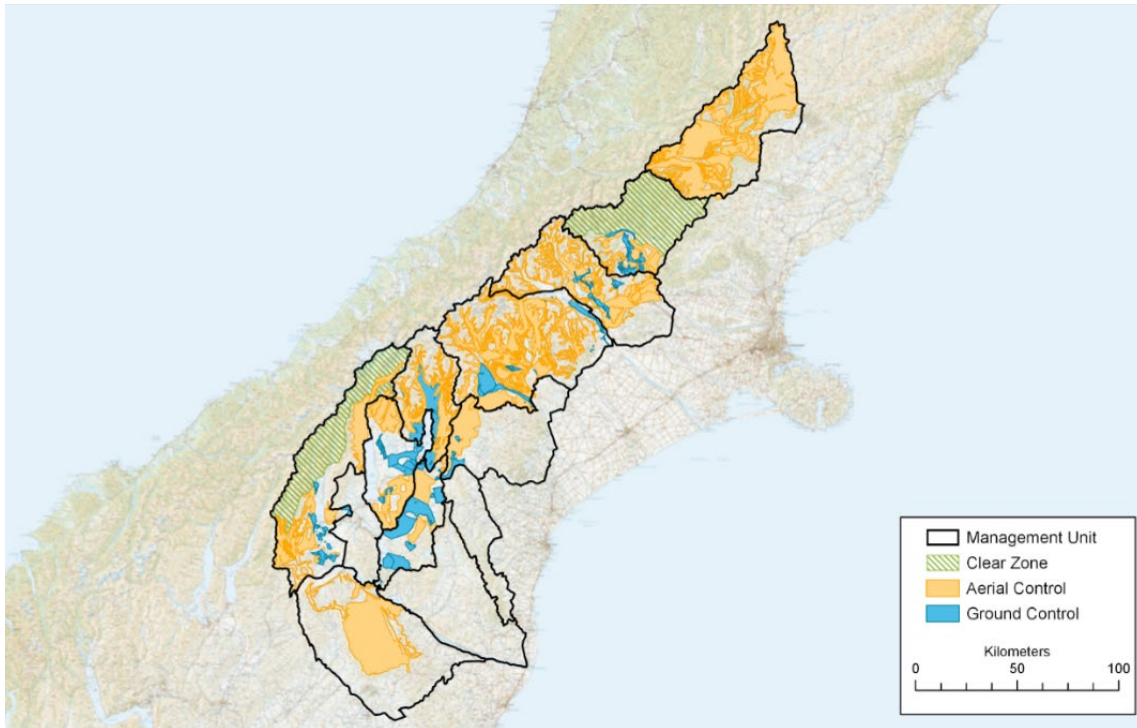 Management Unit
Clear Zone
Aerial Control
Ground Control
Kilometers
0 50 100